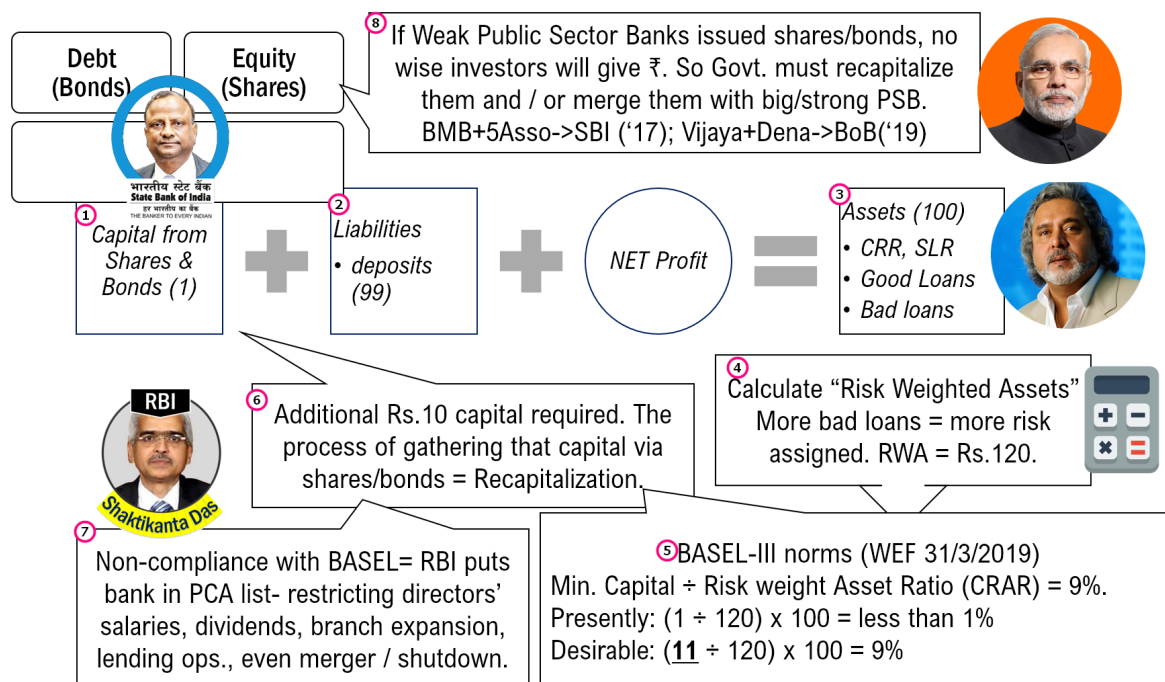 Debt
(Bonds)
Equity
(Shares)
भारतीय स्टेट बैंक
State Bank of India
हर भारतीय का बैंक
THE BANKER TO EVERY INDIAN
8
If Weak Public Sector Banks issued shares/bonds, no
wise investors will give ₹. So Govt. must recapitalize
them and / or merge them with big/strong PSB.
BMB+5Asso->SBI (‘17); Vijaya+Dena->BoB(‘19)
1
Capital from
Shares &
Bonds (1)
2
Liabilities
• deposits
(99)
NET Profit
3
Assets (100)
• CRR, SLR
• Good Loans
• Bad loans
4
Calculate “Risk Weighted Assets”
More bad loans = more risk
assigned. RWA = Rs.120.
RBI
Shaktikanta Das
6
Additional Rs.10 capital required. The
process of gathering that capital via
shares/bonds = Recapitalization.
7
Non-compliance with BASEL= RBI puts
bank in PCA list- restricting directors’
salaries, dividends, branch expansion,
lending ops., even merger / shutdown.
5
BASEL-III norms (WEF 31/3/2019)
Min. Capital ÷ Risk weight Asset Ratio (CRAR) = 9%.
Presently: (1 ÷ 120) x 100 = less than 1%
Desirable: (11 ÷ 120) x 100 = 9%